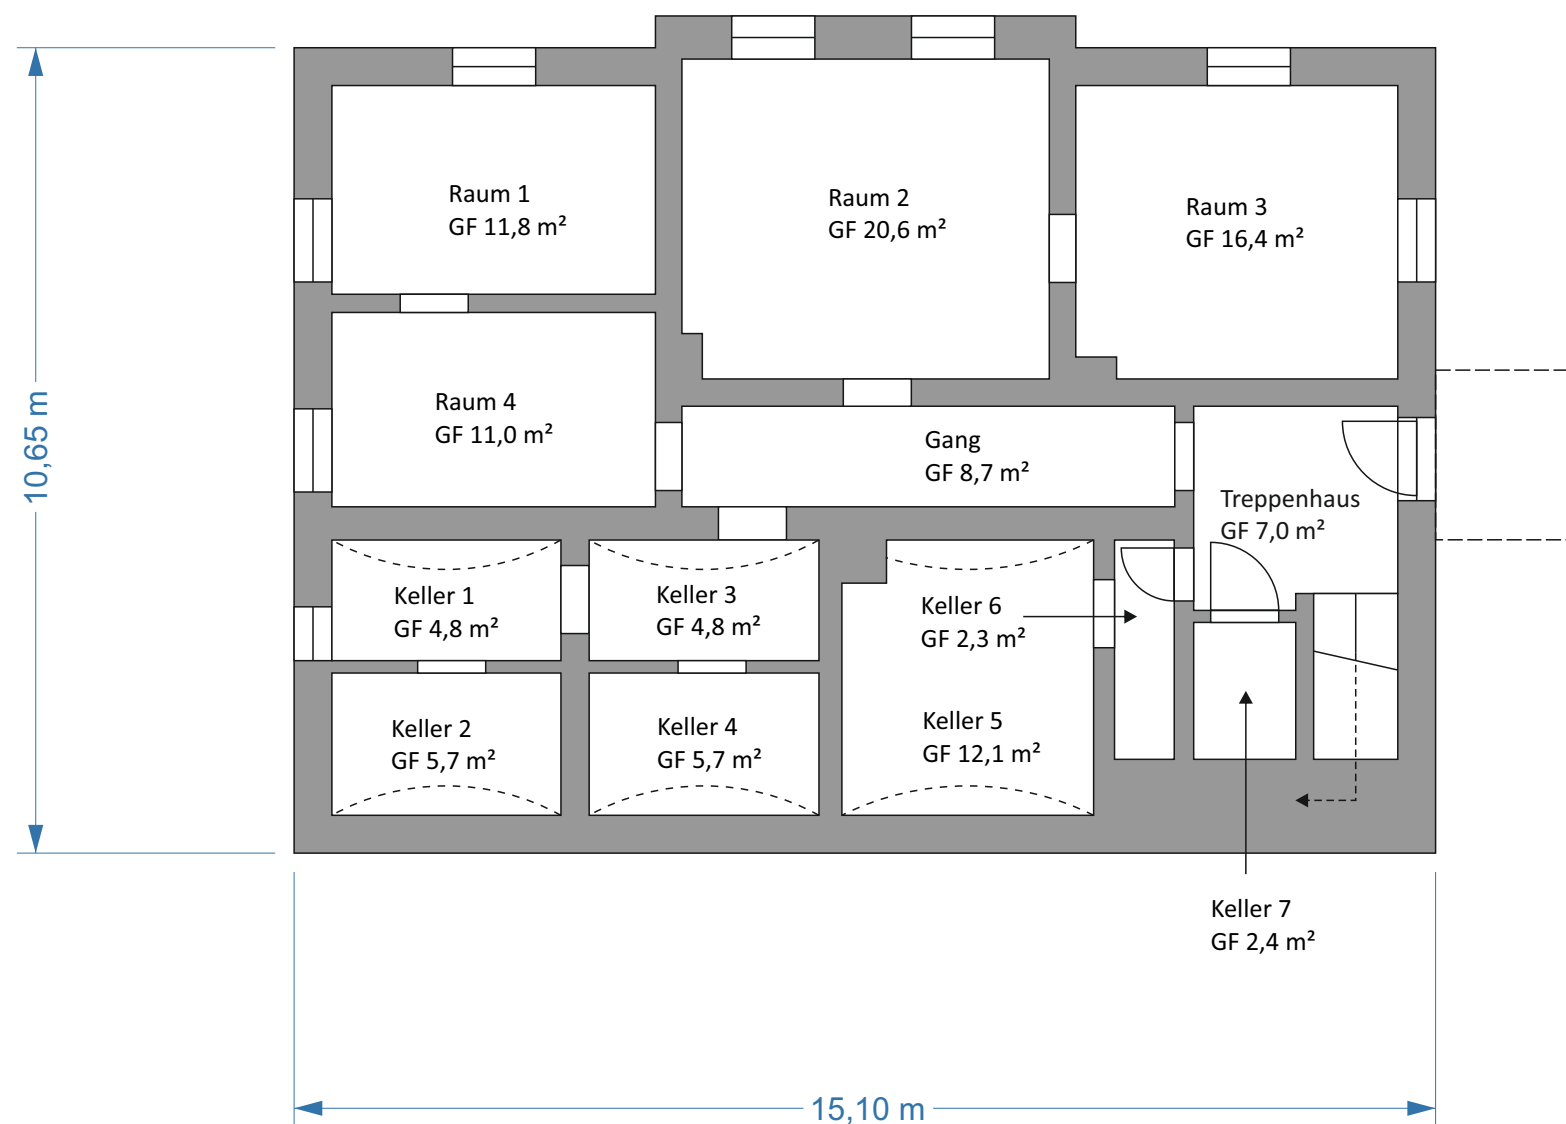 Raum 1
GF 11,8 m²
Raum 2
GF 20,6 m²
Raum 3
GF 16,4 m²
10,65 m
Raum 4
GF 11,0 m²
Gang
GF 8,7 m²
Treppenhaus
GF 7,0 m²
Keller 1
GF 4,8 m²
Keller 3
GF 4,8 m²
Keller 6
GF 2,3 m²
Keller 2
GF 5,7 m²
Keller 4
GF 5,7 m²
Keller 5
GF 12,1 m²
Keller 7
GF 2,4 m²
15,10 m